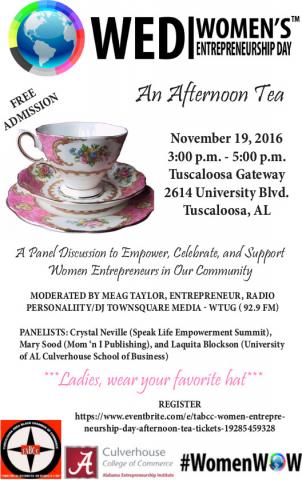 WED
WOMEN'S™
ENTREPRENEURSHIP DAY
FREE
ADMISSION
An Afternoon Tea
November 19, 2016
3:00 p.m. - 5:00 p.m.
Tuscaloosa Gateway
2614 University Blvd.
Tuscaloosa, AL
A Panel Discussion to Empower, Celebrate, and Support
Women Entrepreneurs in Our Community
MODERATED BY MEAG TAYLOR, ENTREPRENEUR, RADIO
PERSONALIITY/DJ TOWNSQUARE MEDIA - WTUG ( 92.9 FM)
PANELISTS: Crystal Neville (Speak Life Empowerment Summit),
Mary Sood (Mom 'n I Publishing), and Laquita Blockson (University
of AL Culverhouse School of Business)
***Ladies, wear your favorite hat***
REGISTER
https://www.eventbrite.com/e/tabcc-women-entrepre-
neurship-day-afternoon-tea-tickets-19285459328
TABCC
A
Culverhouse
College of Commerce
Alabama Entrepreneurship Institute
#WomenWOW